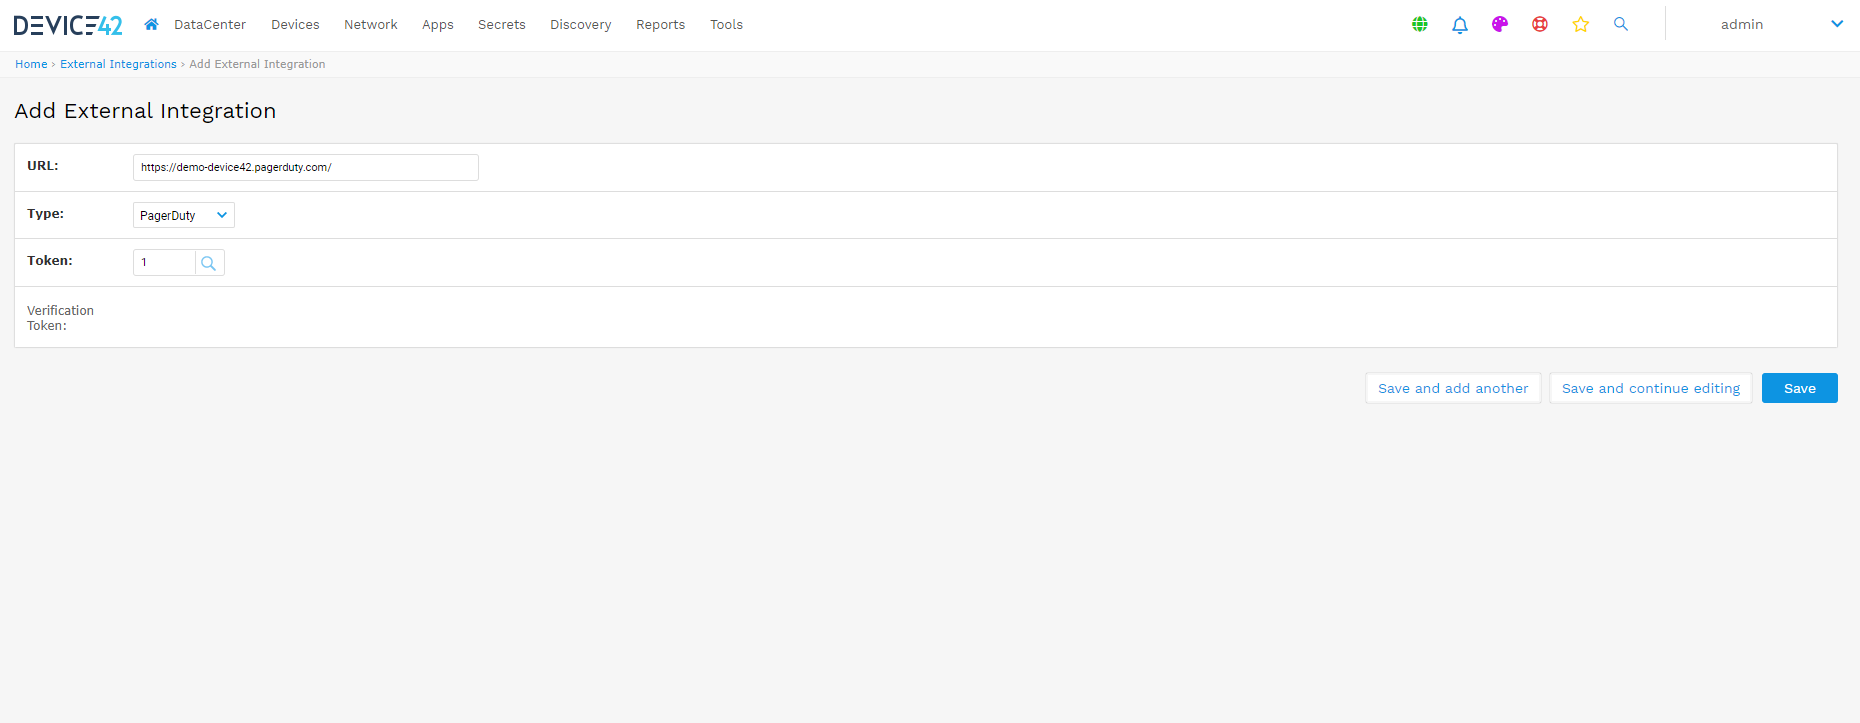 DEVICE42 DataCenter Devices Network Apps Secrets Discovery Reports Tools admin
Home › External Integrations › Add External Integration
Add External Integration
URL: https://demo-device42.pagerduty.com/
Type: PagerDuty
Token: 1
Verification
Token:
Save and add another Save and continue editing Save